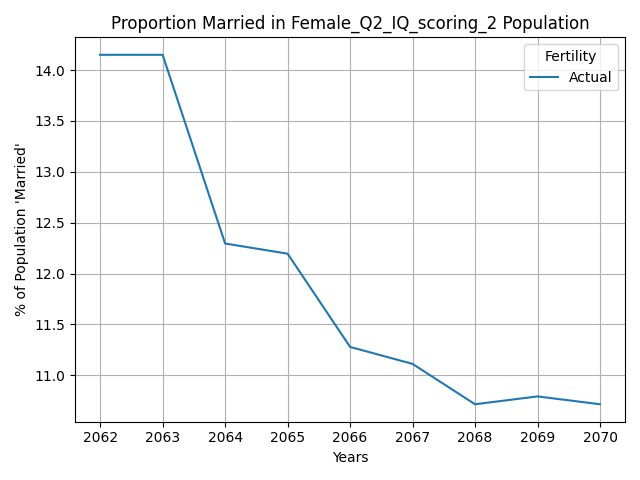 Proportion Married in Female_Q2_IQ_scoring_2 Population
Fertility
Actual
% of Population 'Married'
14.0
13.5
13.0
12.5
12.0
11.5
11.0
2062 2063 2064 2065 2066 2067 2068 2069 2070
Years